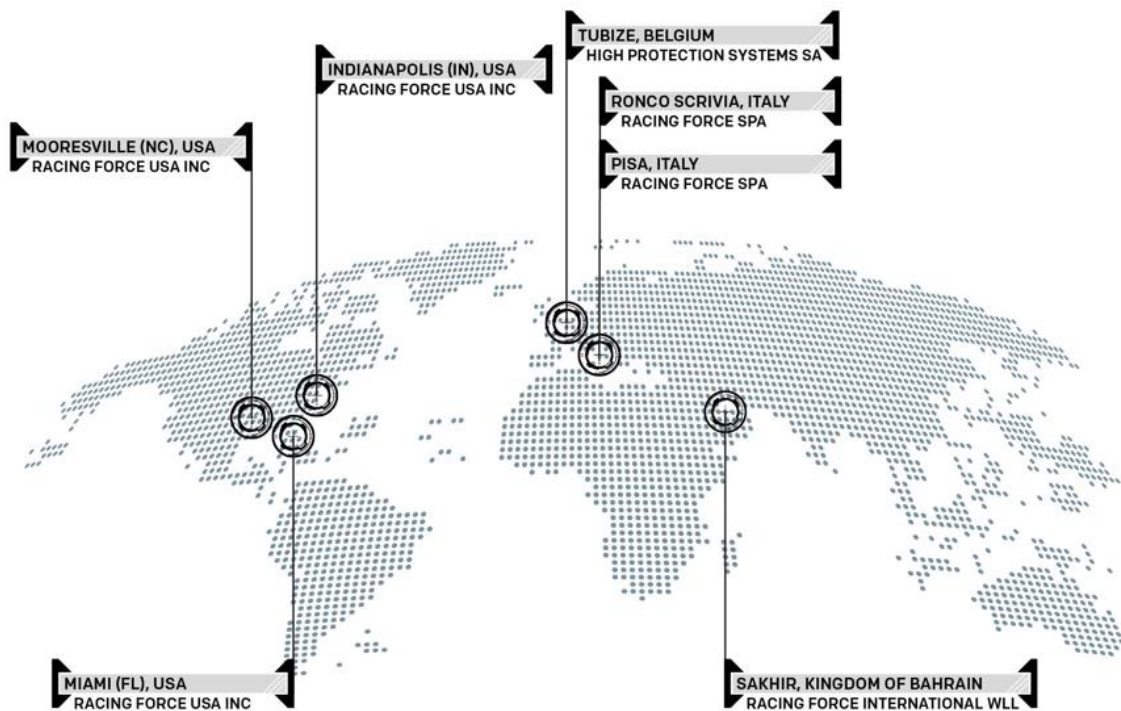 TUBIZE, BELGIUM
HIGH PROTECTION SYSTEMS SA
INDIANAPOLIS (IN), USA
RACING FORCE USA INC
RONCO SCRIVIA, ITALY
RACING FORCE SPA
MOORESVILLE (NC), USA
RACING FORCE USA INC
PISA, ITALY
RACING FORCE SPA
MIAMI (FL), USA
RACING FORCE USA INC
SAKHIR, KINGDOM OF BAHRAIN
RACING FORCE INTERNATIONAL WLL